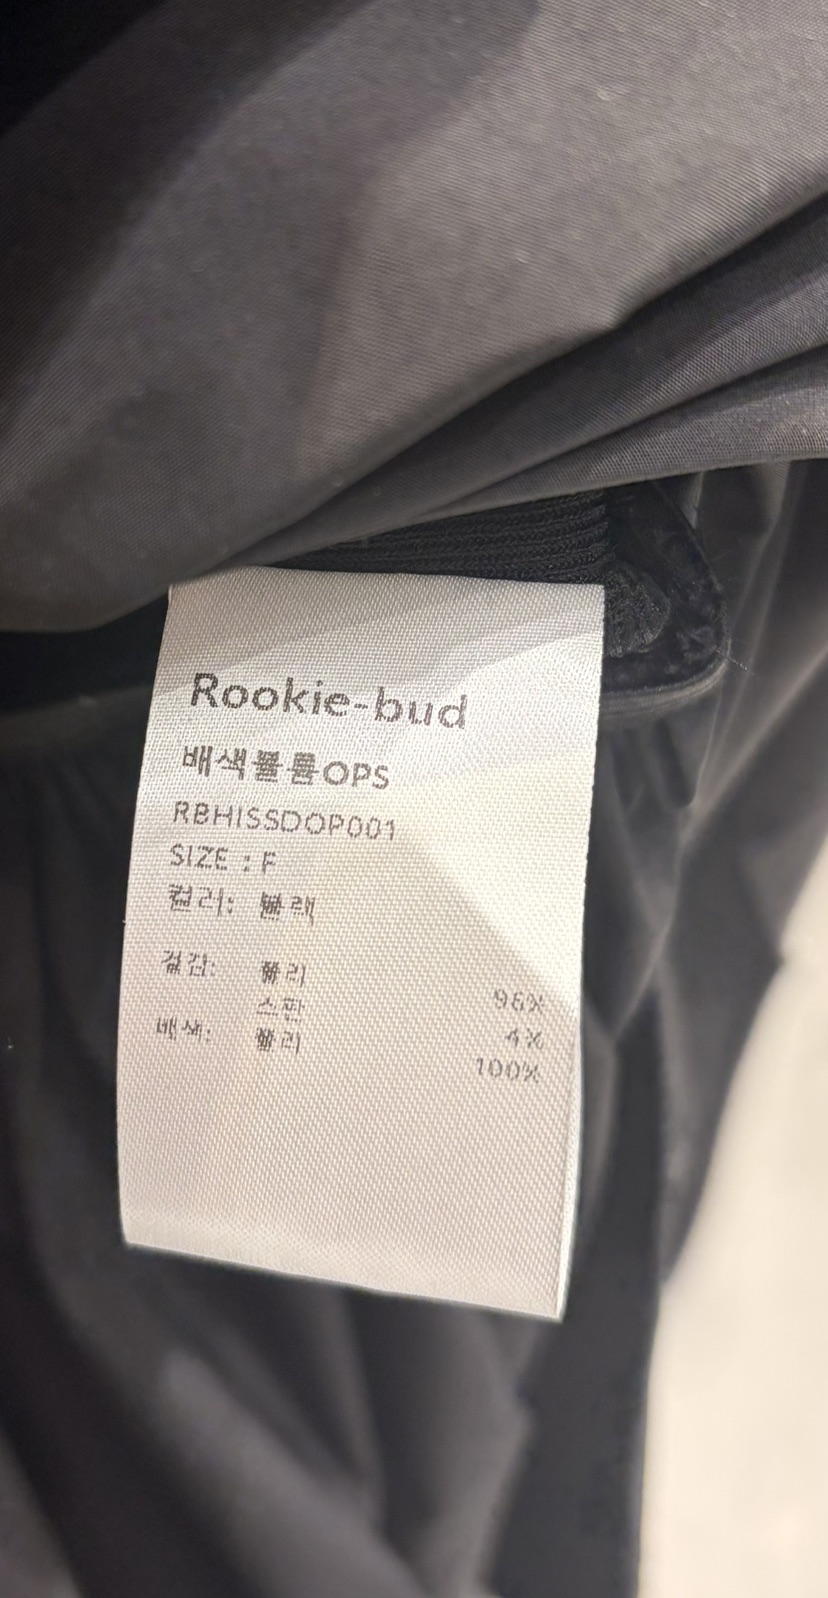 Rookie-bud
배색볼륨OPS
RBHISSDOP001
SIZE : F
컬러: 블랙
겉감: 폴리 96%
스판 4%
배색: 폴리 100%